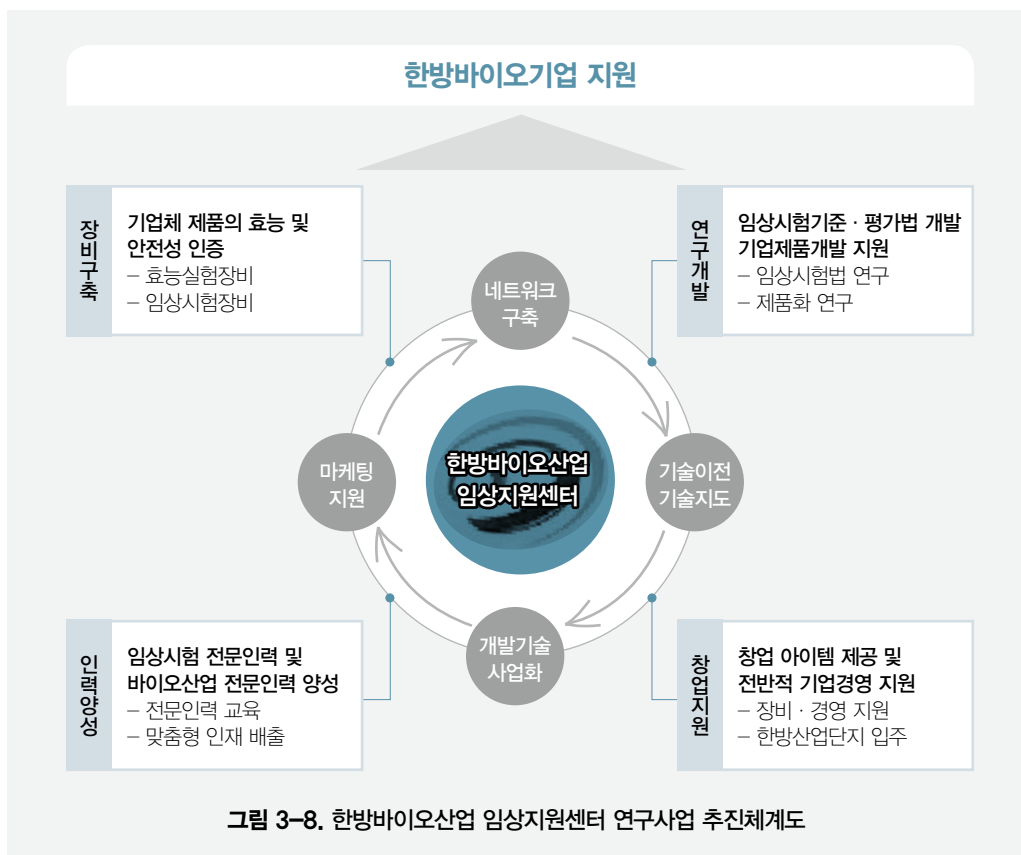 한방바이오기업 지원
장비구축
기업체 제품의 효능 및
안전성 인증
– 효능실험장비
– 임상시험장비
연구개발
임상시험기준 · 평가법 개발
기업제품개발 지원
– 임상시험법 연구
– 제품화 연구
네트워크
구축
마케팅
지원
한방바이오산업
임상지원센터
기술이전
기술지도
개발기술
사업화
인력양성
임상시험 전문인력 및
바이오산업 전문인력 양성
– 전문인력 교육
– 맞춤형 인재 배출
창업지원
창업 아이템 제공 및
전반적 기업경영 지원
– 장비 · 경영 지원
– 한방산업단지 입주
그림 3–8. 한방바이오산업 임상지원센터 연구사업 추진체계도